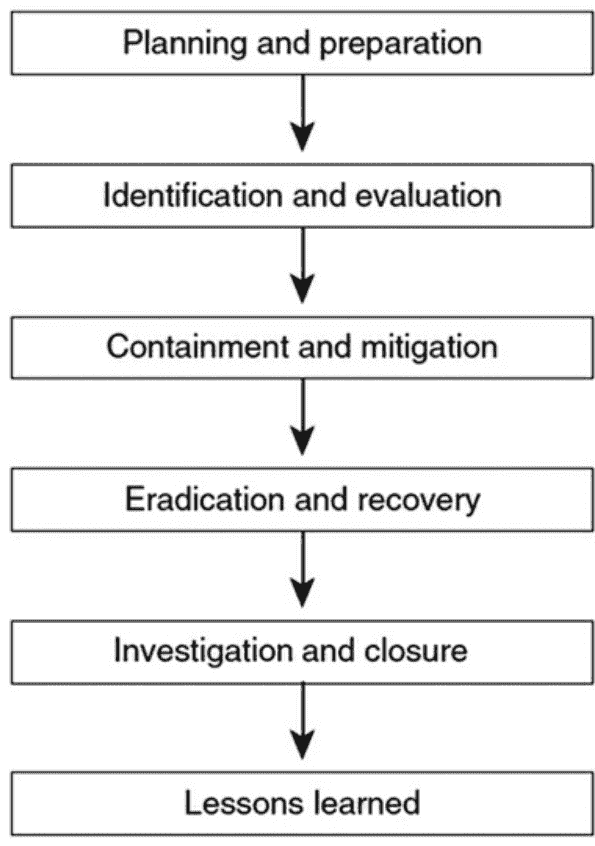 Planning and preparation
Identification and evaluation
Containment and mitigation
Eradication and recovery
Investigation and closure
Lessons learned